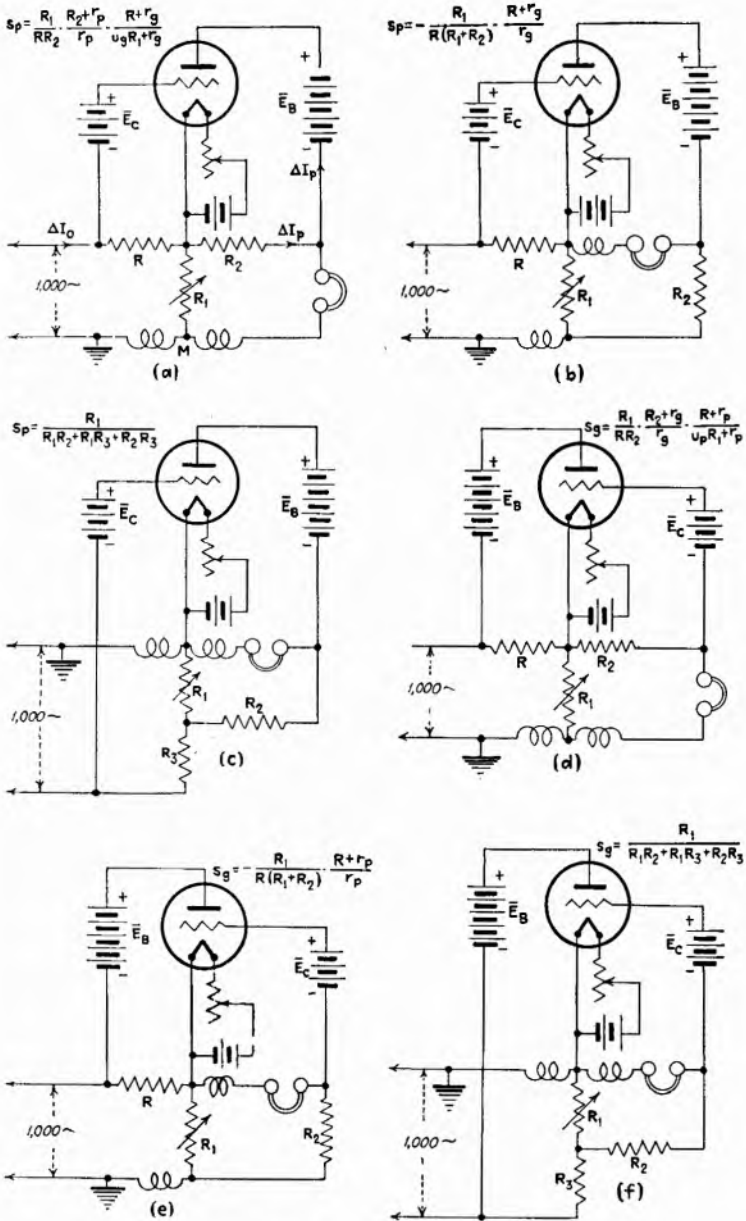 Sp = R₁/RR₂ · R₂+rp/rp · R+rg/ugR₁+rg
+
ĒC
-
+
ĒB
-
ΔIp
ΔI₀
ΔIp
R
R₂
1,000~
R₁
M
(a)
Sp = - R₁/R(R₁+R₂) · R+rg/rg
+
ĒC
-
+
ĒB
-
R
1,000~
R₁
R₂
(b)
Sp = R₁/R₁R₂+R₁R₃+R₂R₃
+
ĒC
-
+
ĒB
-
1,000~
R₁
R₂
R₃
(c)
Sg = R₁/RR₂ · R₂+rg/rg · R+rp/upR₁+rp
+
ĒB
-
+
ĒC
-
R
R₂
1,000~
R₁
(d)
Sg = - R₁/R(R₁+R₂) · R+rp/rp
+
ĒB
-
+
ĒC
-
R
1,000~
R₁
R₂
(e)
Sg = R₁/R₁R₂+R₁R₃+R₂R₃
+
ĒB
-
+
ĒC
-
1,000~
R₁
R₂
R₃
(f)